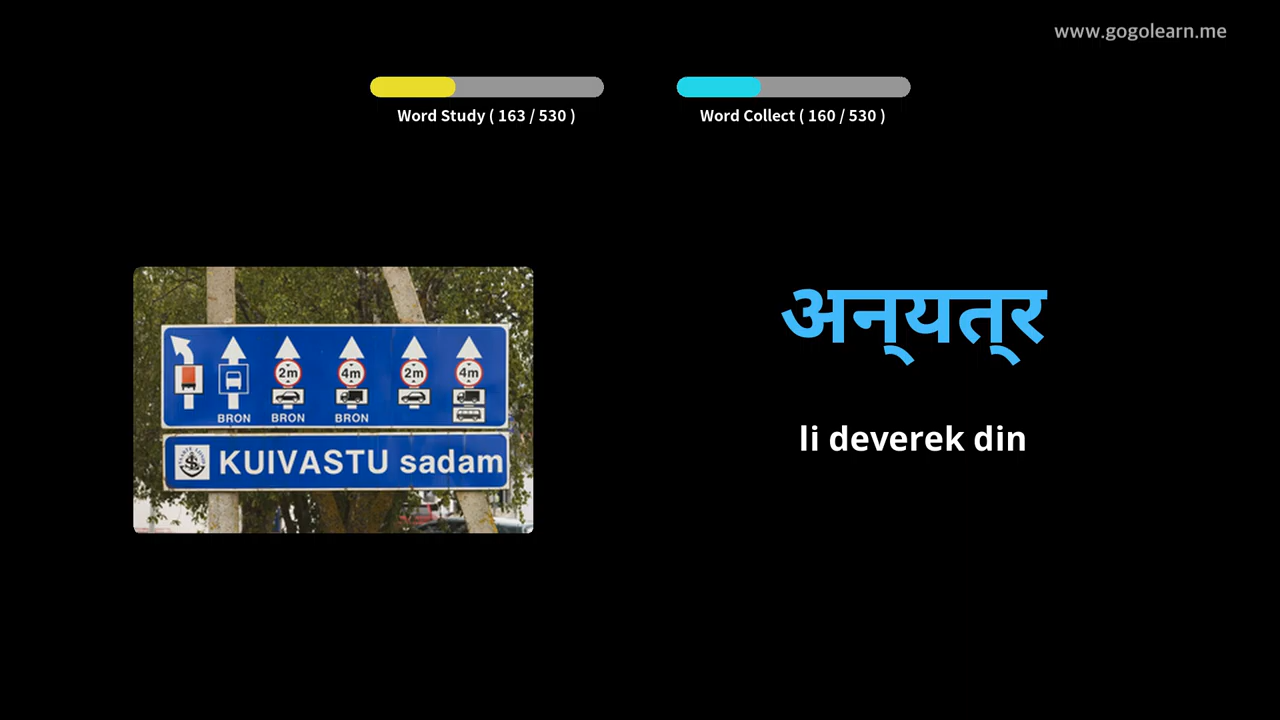 www.gogolearn.me
Word Study ( 163 / 530 )
Word Collect ( 160 / 530 )
2m
4m
2m
4m
BRON
BRON
BRON
KUIVASTU sadam
अन्‌यत्‌र
li deverek din